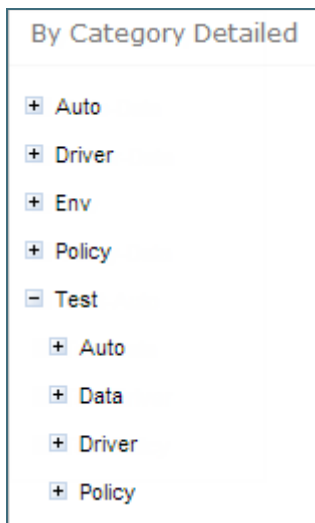 By Category Detailed
Auto
Driver
Env
Policy
Test
Auto
Data
Driver
Policy